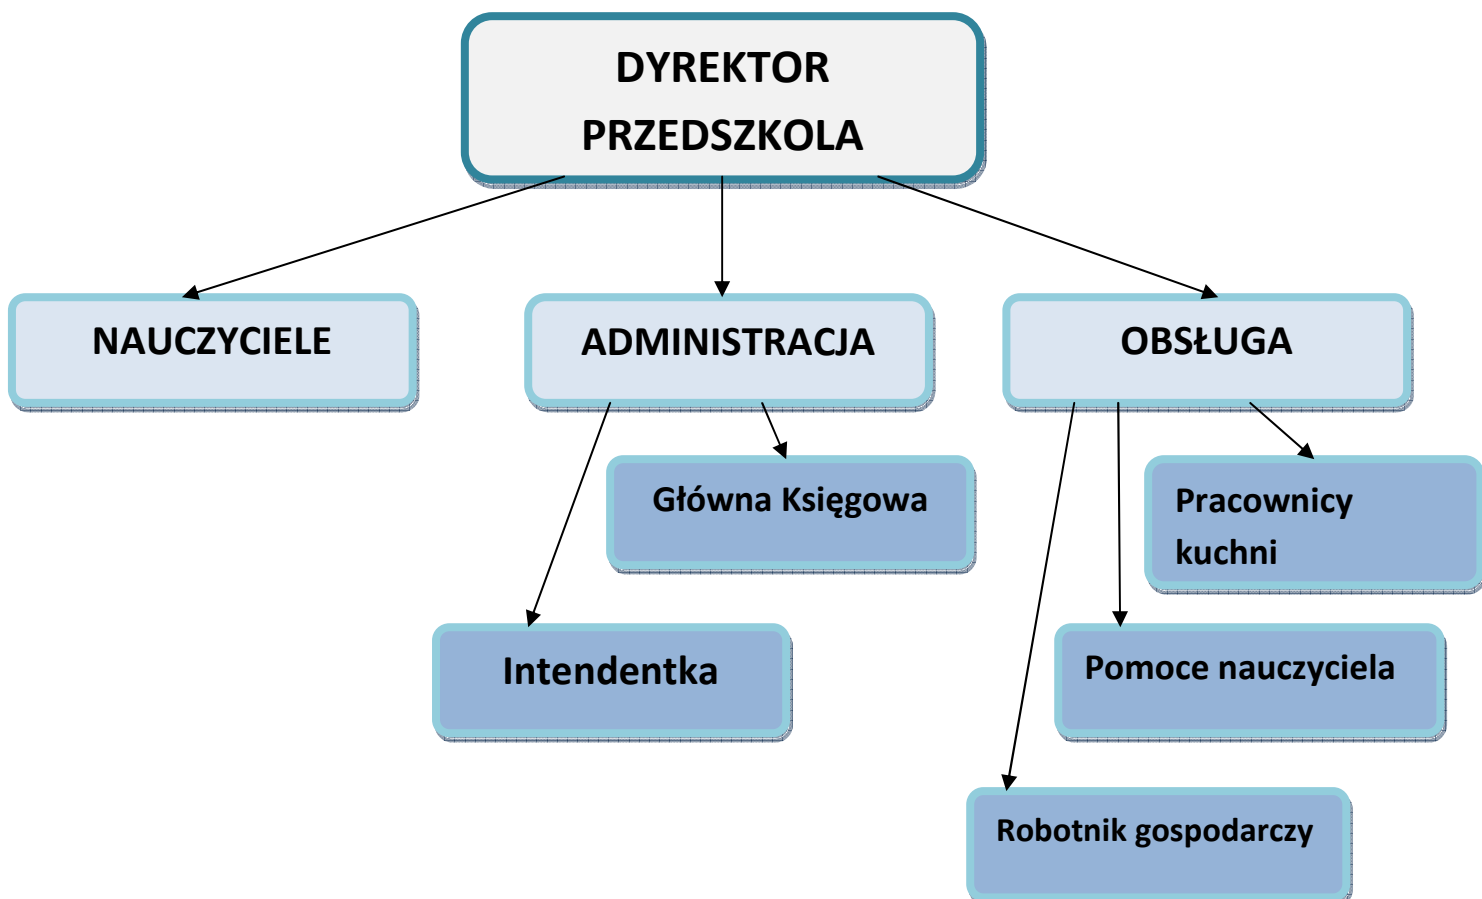 DYREKTOR
PRZEDSZKOLA
NAUCZYCIELE
ADMINISTRACJA
OBSŁUGA
Główna Księgowa
Pracownicy
kuchni
Intendentka
Pomoce nauczyciela
Robotnik gospodarczy